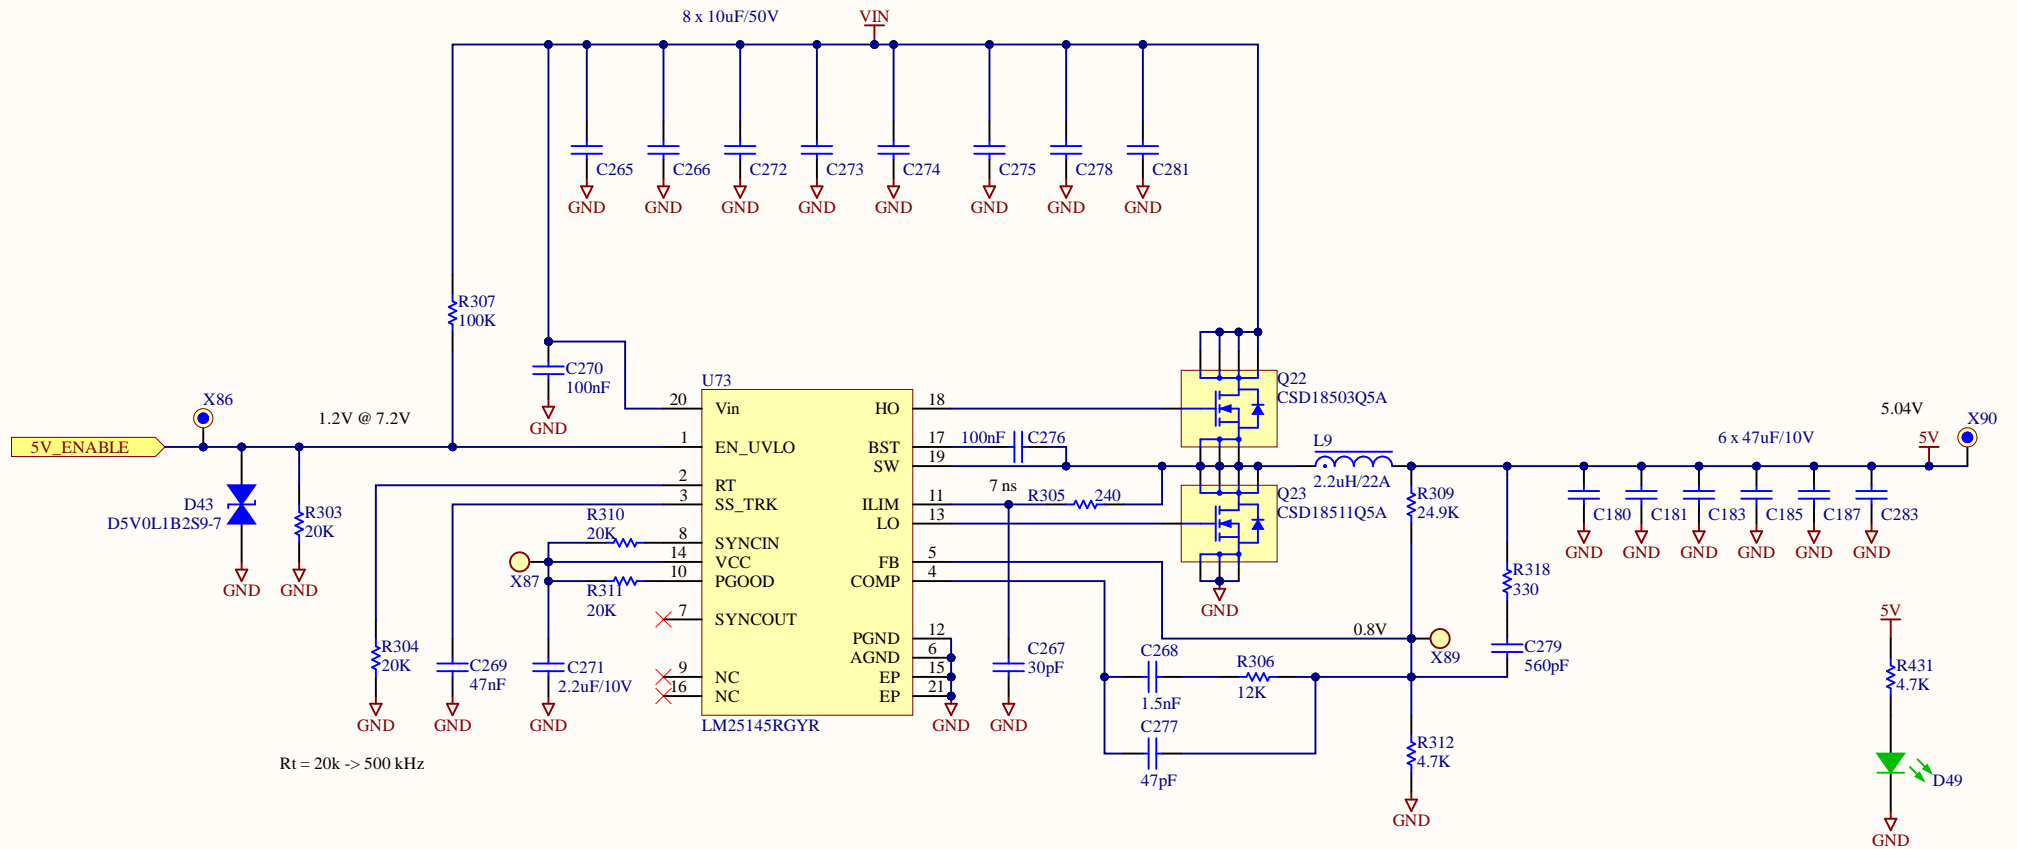 8 x 10uF/50V
VIN
C265
C266
C272
C273
C274
C275
C278
C281
GND
GND
GND
GND
GND
GND
GND
GND
R307
100K
C270
100nF
GND
X86
1.2V @ 7.2V
5V_ENABLE
D43
D5V0L1B2S9-7
GND
R303
20K
GND
R304
20K
GND
Rt = 20k -> 500 kHz
C269
47nF
GND
X87
R310
20K
R311
20K
C271
2.2uF/10V
GND
U73
20 Vin
1 EN_UVLO
2 RT
3 SS_TRK
8 SYNCIN
14 VCC
10 PGOOD
7 SYNCOUT
9 NC
16 NC
HO 18
BST 17
SW 19
ILIM 11
LO 13
FB 5
COMP 4
PGND 12
AGND 6
EP 15
EP 21
LM25145RGYR
GND
100nF
C276
7 ns
R305
240
C267
30pF
GND
Q22
CSD18503Q5A
Q23
CSD18511Q5A
GND
L9
2.2uH/22A
R309
24.9K
0.8V
X89
C268
1.5nF
R306
12K
C277
47pF
R312
4.7K
GND
R318
330
C279
560pF
6 x 47uF/10V
5.04V
5V
X90
C180
C181
C183
C185
C187
C283
GND
GND
GND
GND
GND
GND
5V
R431
4.7K
D49
GND